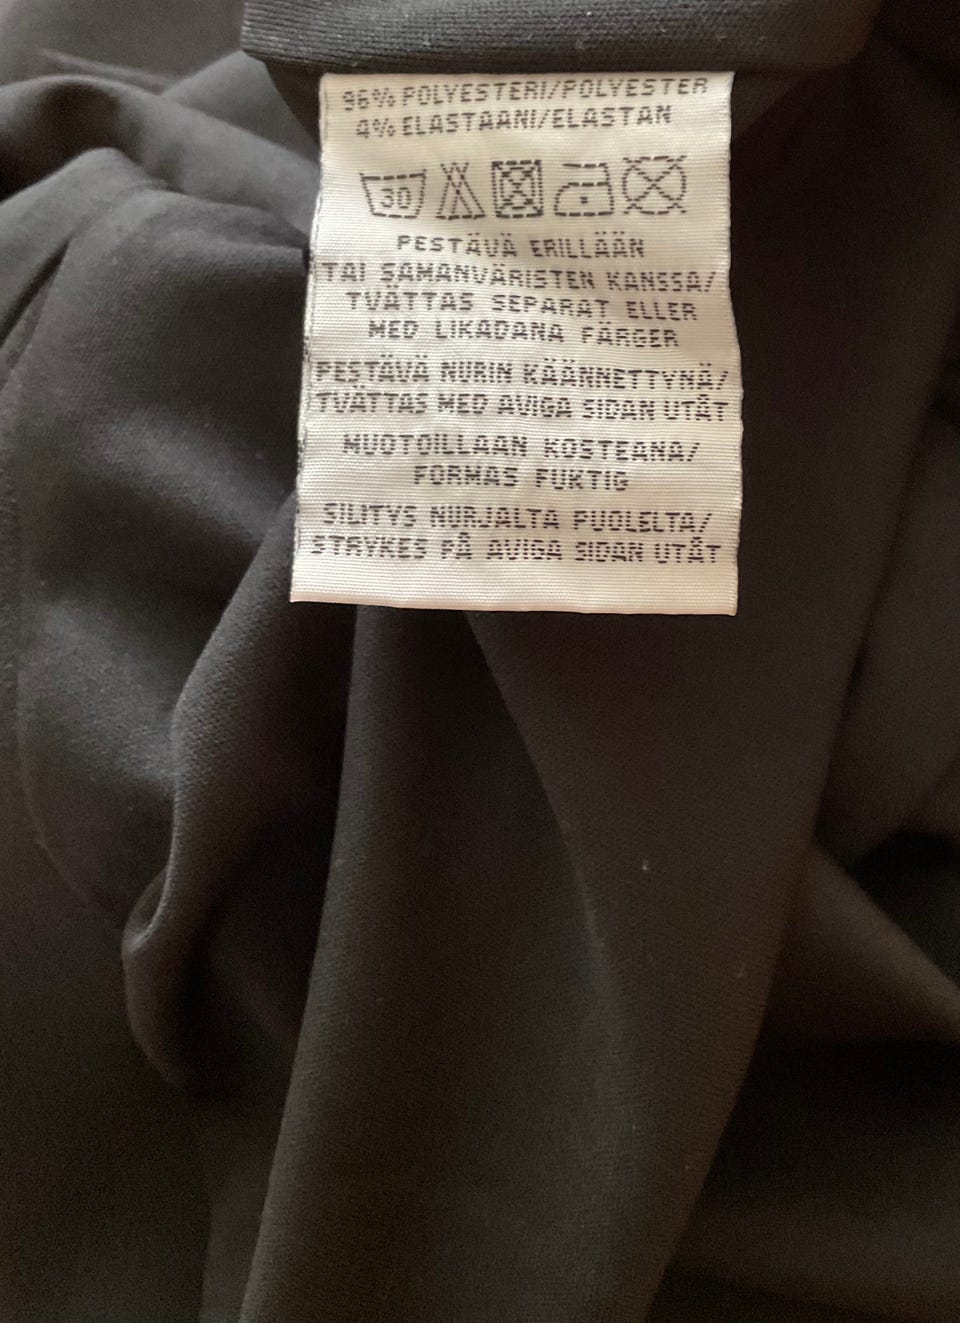 96% POLYESTERI/POLYESTER
4% ELASTAANI/ELASTAN
30
PESTÄVÄ ERILLÄÄN
TAI SAMANVÄRISTEN KANSSA/
TVÄTTAS SEPARAT ELLER
MED LIKADANA FÄRGER
PESTÄVÄ NURIN KÄÄNNETTYNÄ/
TVÄTTAS MED AVIGA SIDAN UTÅT
MUOTOILLAAN KOSTEANA/
FORMAS FUKTIG
SILITYS NURJALTA PUOLELTA/
STRYKES PÅ AVIGA SIDAN UTÅT